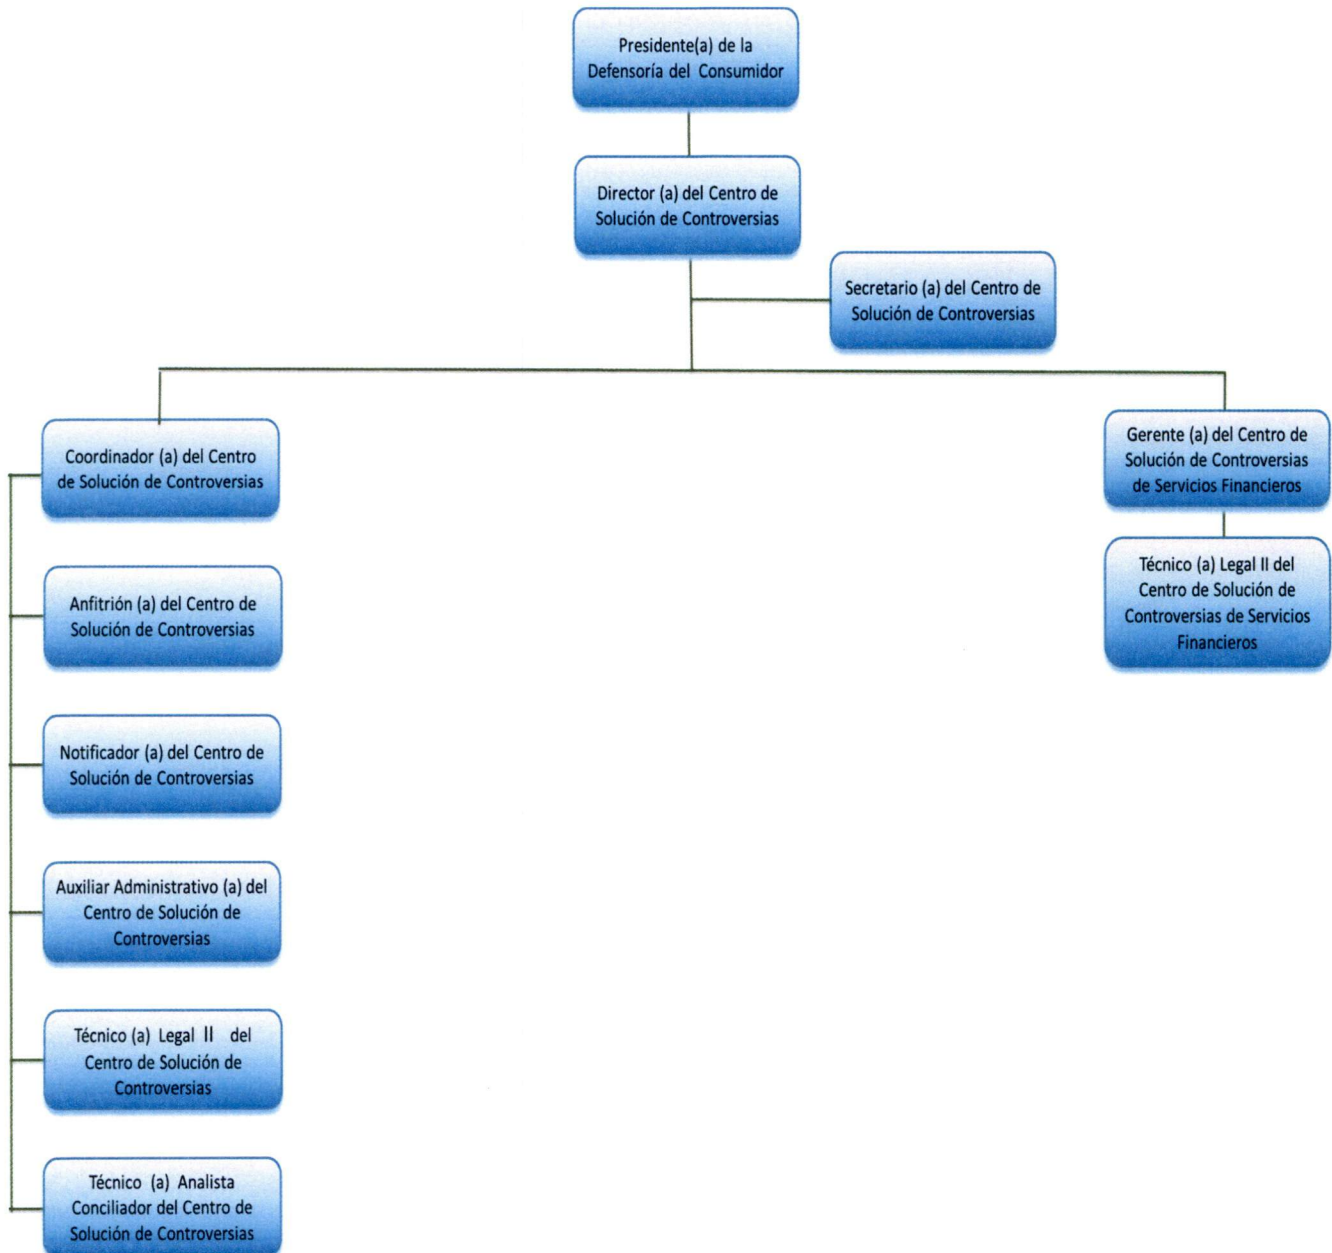 Presidente(a) de la
Defensoría del Consumidor
Director (a) del Centro de
Solución de Controversias
Secretario (a) del Centro de
Solución de Controversias
Coordinador (a) del Centro
de Solución de Controversias
Gerente (a) del Centro de
Solución de Controversias
de Servicios Financieros
Técnico (a) Legal II del
Centro de Solución de
Controversias de Servicios
Financieros
Anfitrión (a) del Centro de
Solución de Controversias
Notificador (a) del Centro de
Solución de Controversias
Auxiliar Administrativo (a) del
Centro de Solución de
Controversias
Técnico (a) Legal II del
Centro de Solución de
Controversias
Técnico (a) Analista
Conciliador del Centro de
Solución de Controversias